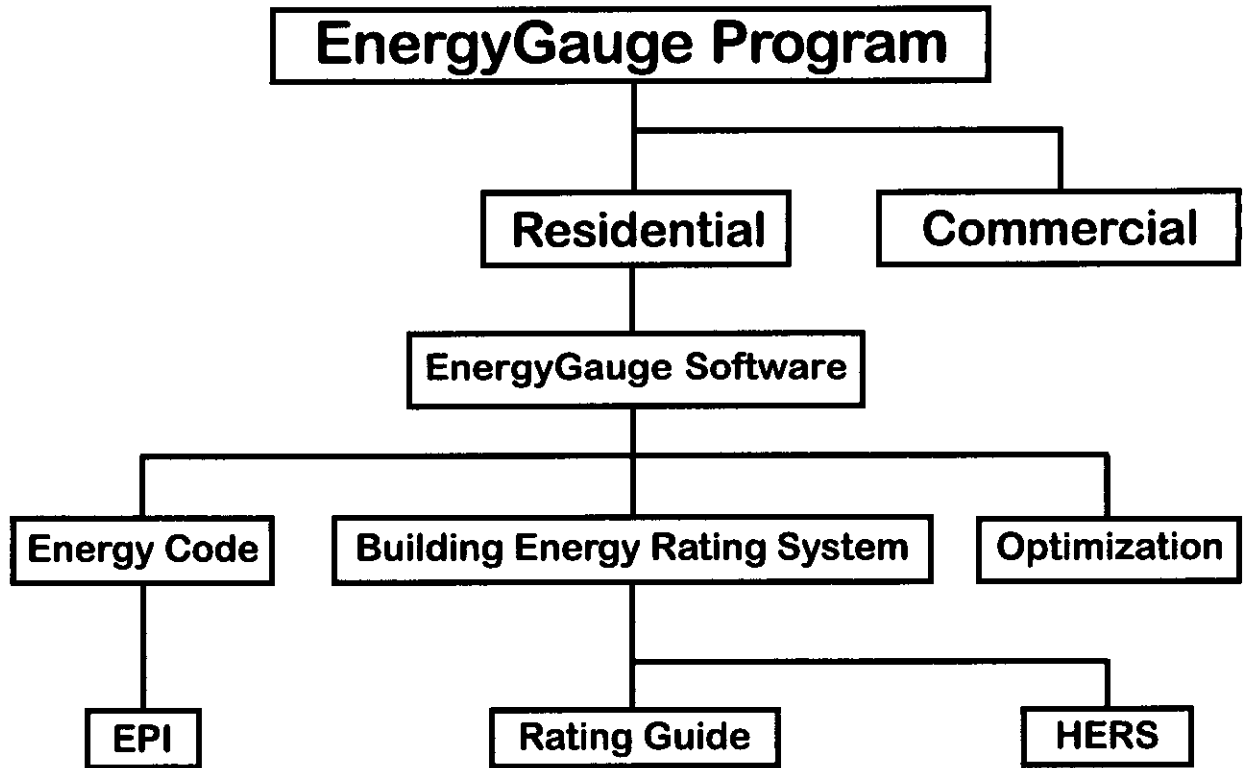 EnergyGauge Program
Residential
Commercial
EnergyGauge Software
Energy Code
Building Energy Rating System
Optimization
EPI
Rating Guide
HERS